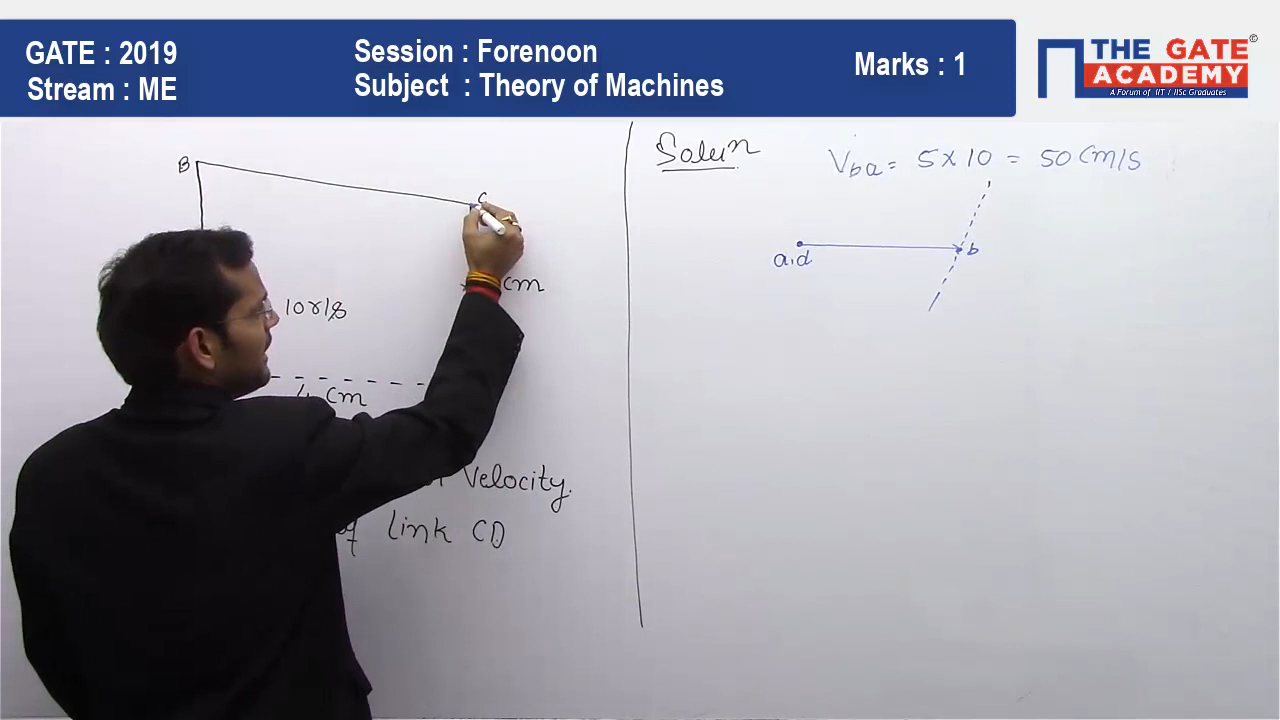 GATE : 2019
Stream : ME
Session : Forenoon
Subject : Theory of Machines
Marks : 1
THE GATE
ACADEMY
©
A Forum of IIT / IISc Graduates
B
C
cm
10 r/s
4 cm
Velocity.
of link CD
Solun
Vba = 5 x 10 = 50 cm/s
a,d
b